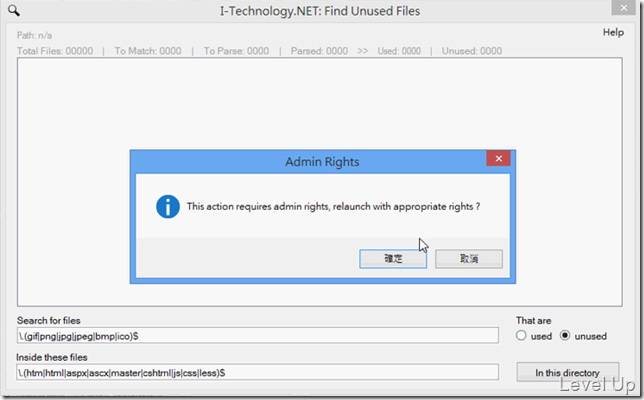 I-Technology.NET: Find Unused Files
Help
Path: n/a
Total Files: 00000 | To Match: 0000 | To Parse: 0000 | Parsed: 0000 >> Used: 0000 | Unused: 0000
Admin Rights
This action requires admin rights, relaunch with appropriate rights ?
確定 取消
Search for files
That are
\.(gif|png|jpg|jpeg|bmp|ico)$
used unused
Inside these files
\.(htm|html|aspx|ascx|master|cshtml|js|css|less)$
In this directory
Level Up